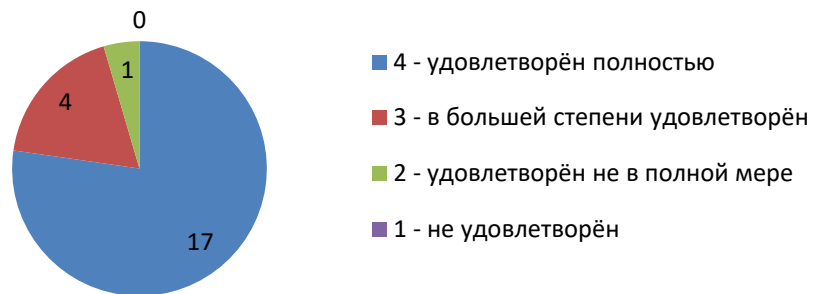 0
1
4
17
4 - удовлетворён полностью
3 - в большей степени удовлетворён
2 - удовлетворён не в полной мере
1 - не удовлетворён